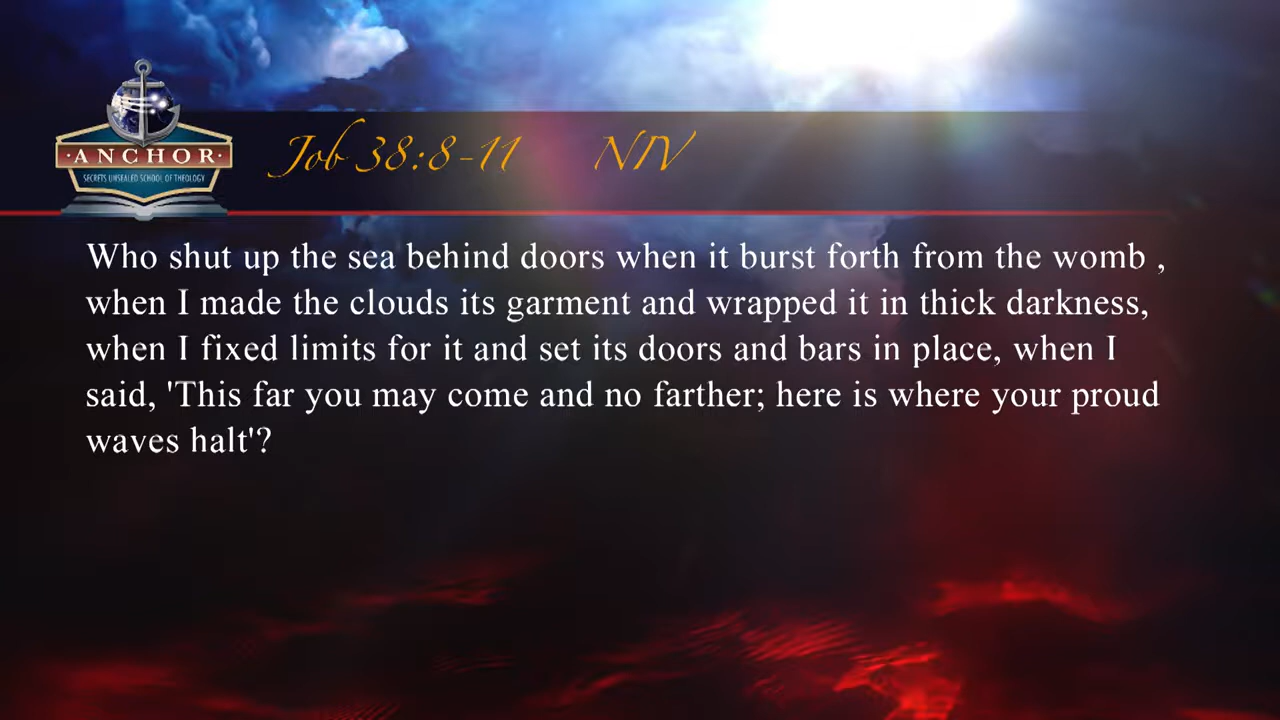 Job 38:8-11 NIV
·ANCHOR·
SECRETS UNSEALED SCHOOL OF THEOLOGY
Who shut up the sea behind doors when it burst forth from the womb ,
when I made the clouds its garment and wrapped it in thick darkness,
when I fixed limits for it and set its doors and bars in place, when I
said, 'This far you may come and no farther; here is where your proud
waves halt'?